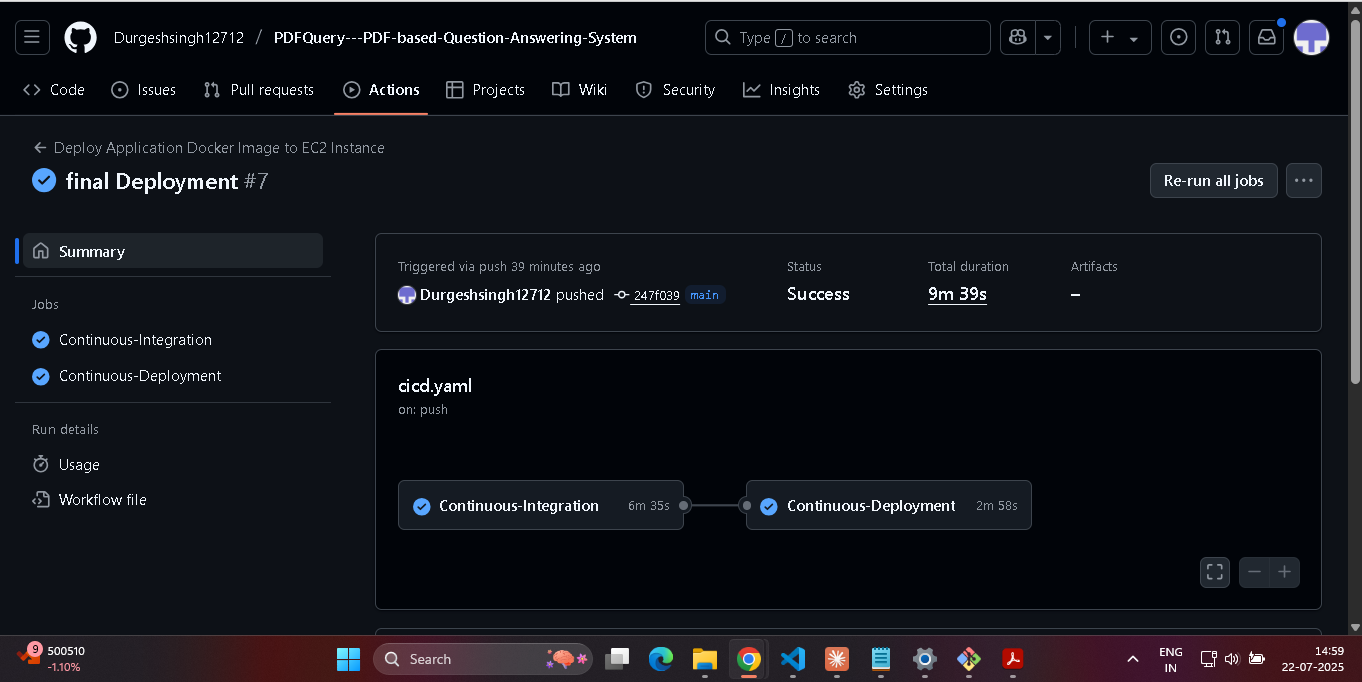 Durgeshsingh12712 / PDFQuery---PDF-based-Question-Answering-System
Type / to search
Code
Issues
Pull requests
Actions
Projects
Wiki
Security
Insights
Settings
Deploy Application Docker Image to EC2 Instance
final Deployment #7
Re-run all jobs
Summary
Jobs
Continuous-Integration
Continuous-Deployment
Run details
Usage
Workflow file
Triggered via push 39 minutes ago
Durgeshsingh12712 pushed 247f039 main
Status
Success
Total duration
9m 39s
Artifacts
–
cicd.yaml
on: push
Continuous-Integration 6m 35s
Continuous-Deployment 2m 58s
9
500510
-1.10%
Search
ENG
IN
14:59
22-07-2025